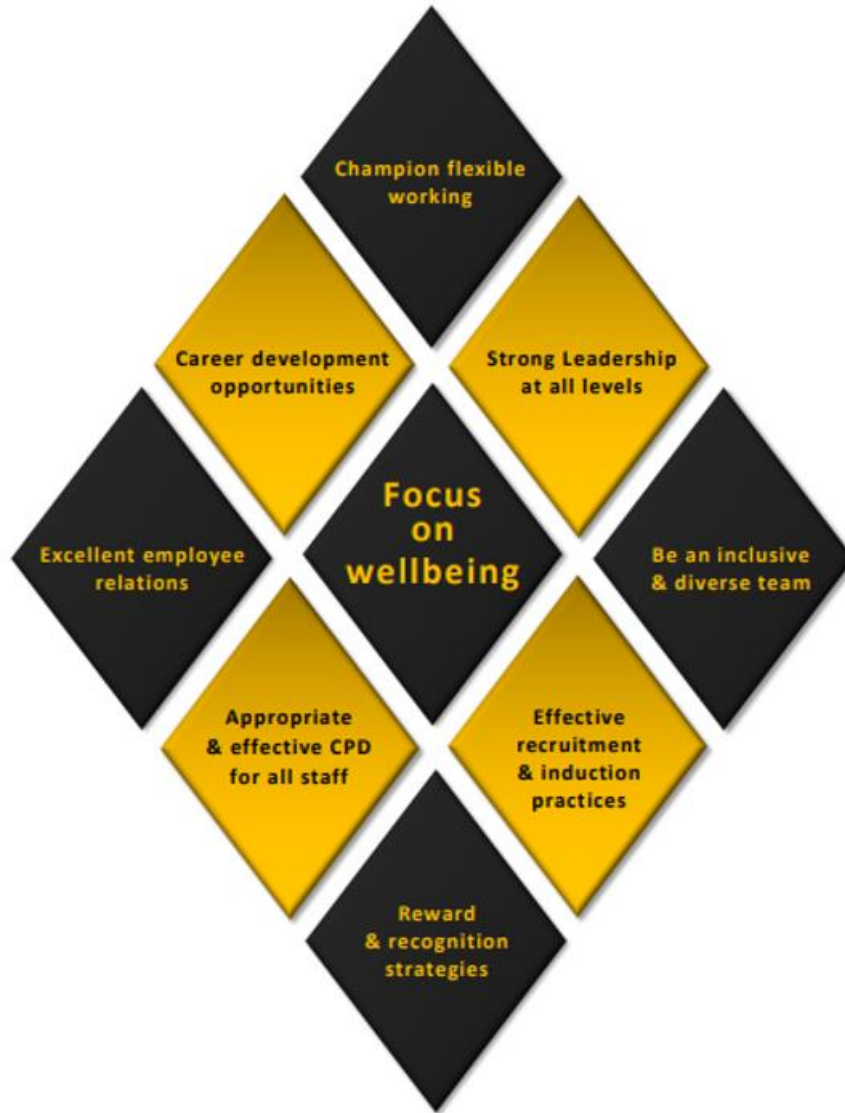 Champion flexible
working
Career development
opportunities
Strong Leadership
at all levels
Excellent employee
relations
Focus
on
wellbeing
Be an inclusive
& diverse team
Appropriate
& effective CPD
for all staff
Effective
recruitment
& induction
practices
Reward
& recognition
strategies